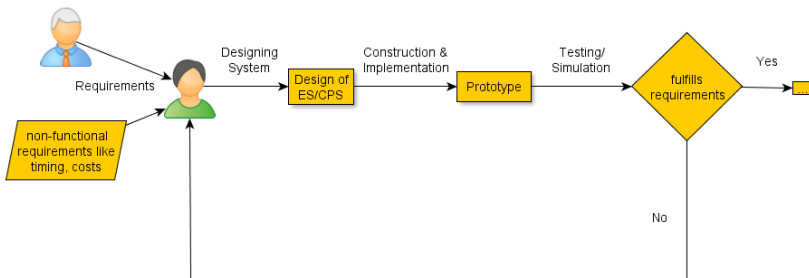 Requirements
non-functional
requirements like
timing, costs
Designing
System
Design of
ES/CPS
Construction &
Implementation
Prototype
Testing/
Simulation
fulfills
requirements
Yes
...
No